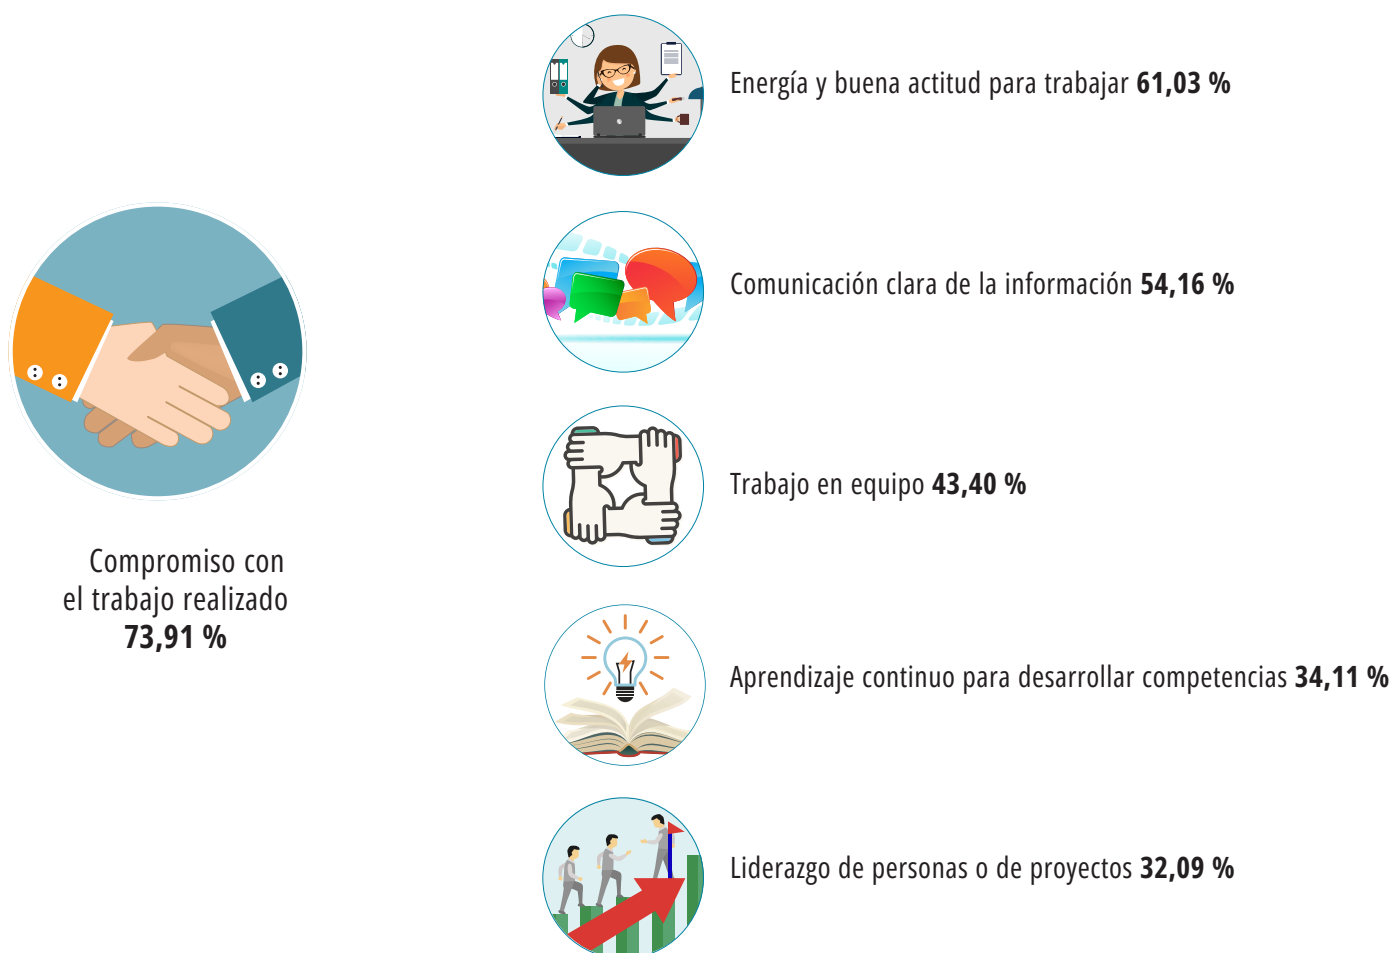 Compromiso con
el trabajo realizado
73,91 %
Energía y buena actitud para trabajar 61,03 %
Comunicación clara de la información 54,16 %
Trabajo en equipo 43,40 %
Aprendizaje continuo para desarrollar competencias 34,11 %
Liderazgo de personas o de proyectos 32,09 %